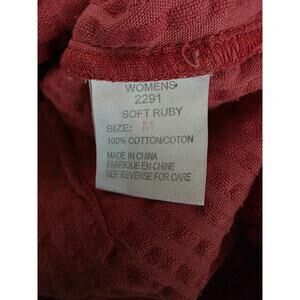 WOMENS
2291
SOFT RUBY
SIZE: M
100% COTTON/COTON
MADE IN CHINA
FABRIQUE EN CHINE
SEE REVERSE FOR CARE